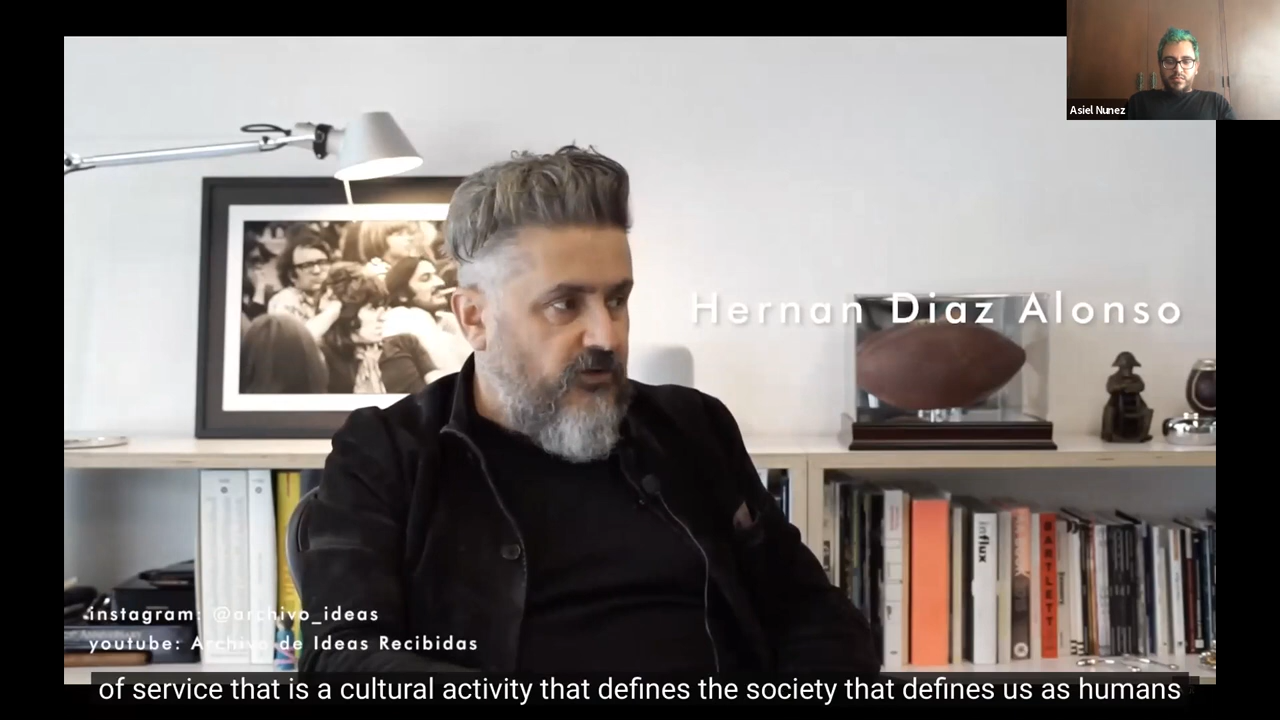 Asiel Nunez
Hernan Diaz Alonso
influx
BARTLETT
instagram: @archivo_ideas
youtube: Archivo de Ideas Recibidas
of service that is a cultural activity that defines the society that defines us as humans